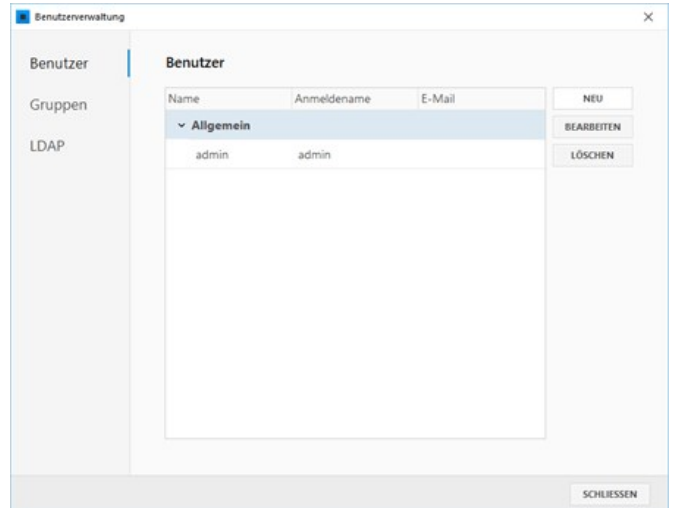 Benutzerverwaltung
Benutzer
Gruppen
LDAP
Benutzer
Name Anmeldename E-Mail
Allgemein
admin admin
NEU
BEARBEITEN
LÖSCHEN
SCHLIESSEN